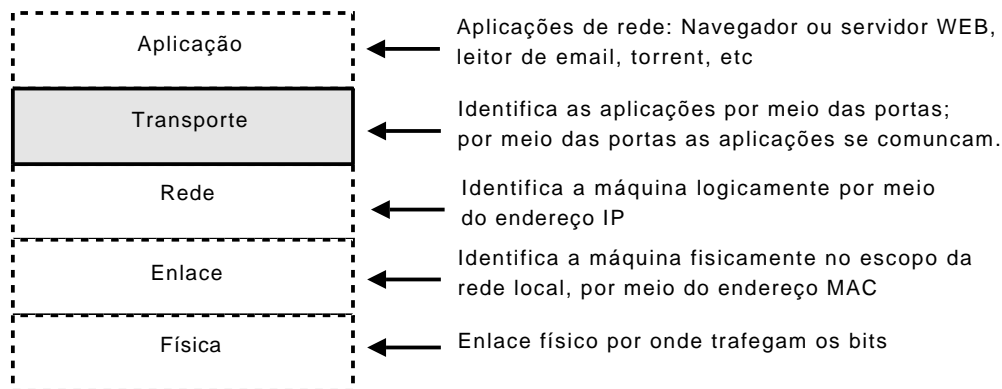 Aplicação
Aplicações de rede: Navegador ou servidor WEB,
leitor de email, torrent, etc
Transporte
Identifica as aplicações por meio das portas;
por meio das portas as aplicações se comuncam.
Rede
Identifica a máquina logicamente por meio
do endereço IP
Enlace
Identifica a máquina fisicamente no escopo da
rede local, por meio do endereço MAC
Física
Enlace físico por onde trafegam os bits